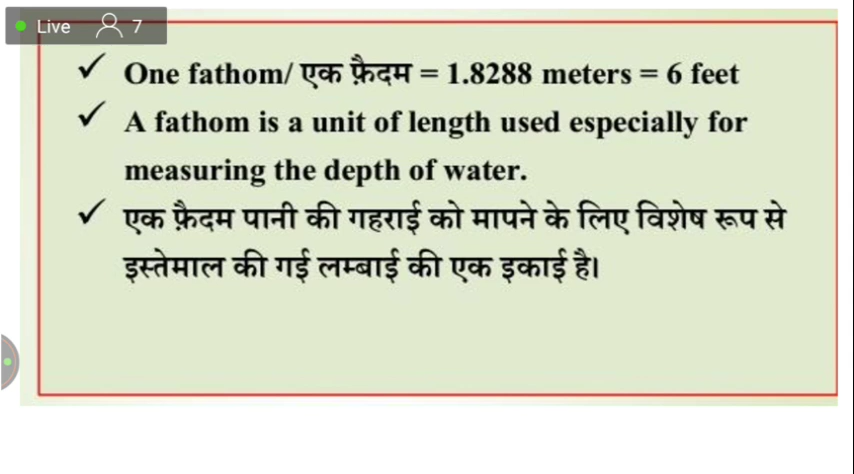 Live 7
One fathom/ एक फ़ैदम = 1.8288 meters = 6 feet
A fathom is a unit of length used especially for
measuring the depth of water.
एक फ़ैदम पानी की गहराई को मापने के लिए विशेष रूप से
इस्तेमाल की गई लम्बाई की एक इकाई है।